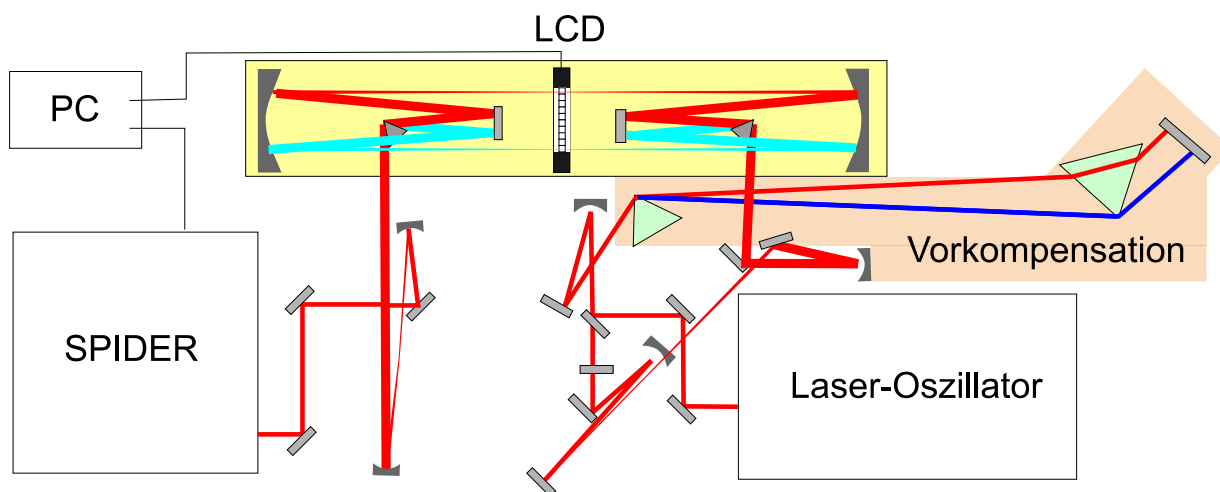 LCD
PC
Vorkompensation
SPIDER
Laser-Oszillator